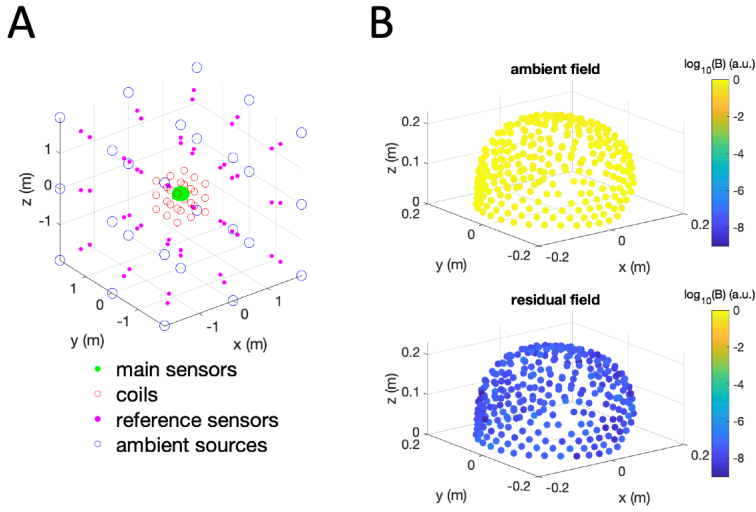 A
z (m)
1
0
-1
1
0
-1
y (m)
-1
0
1
x (m)
main sensors
coils
reference sensors
ambient sources
B
ambient field
log₁₀(B) (a.u.)
0
-2
-4
-6
-8
z (m)
0.2
0.1
0
0.2
0
-0.2
y (m)
-0.2
0
0.2
x (m)
residual field
log₁₀(B) (a.u.)
0
-2
-4
-6
-8
z (m)
0.2
0.1
0
0.2
0
-0.2
y (m)
-0.2
0
0.2
x (m)